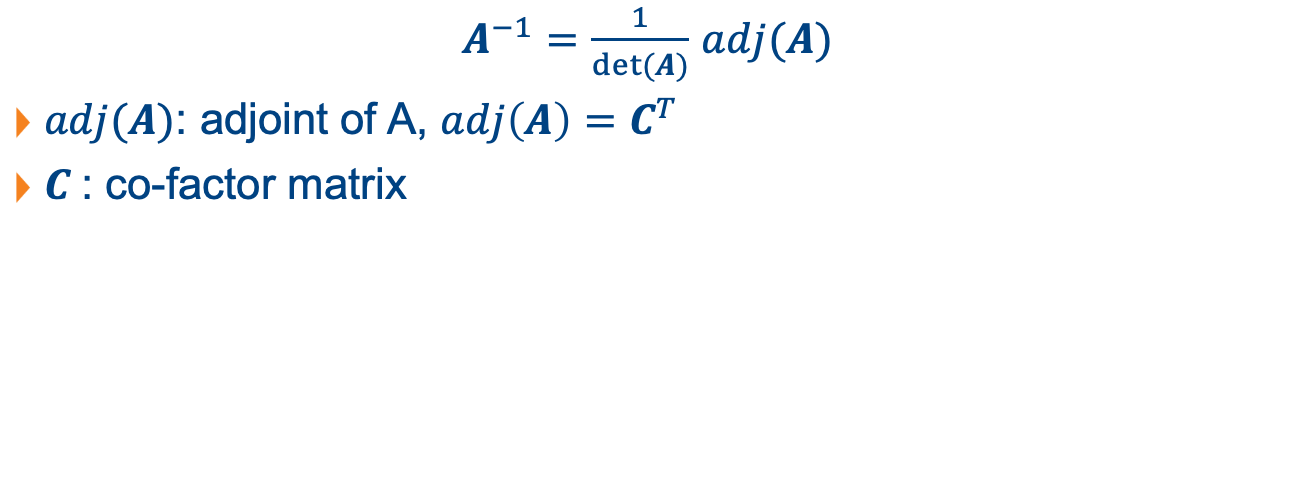 𝑨⁻¹ = 1/det(𝑨) 𝑎𝑑𝑗(𝑨)
𝑎𝑑𝑗(𝑨): adjoint of A, 𝑎𝑑𝑗(𝑨) = 𝑪ᵀ
𝑪 : co-factor matrix